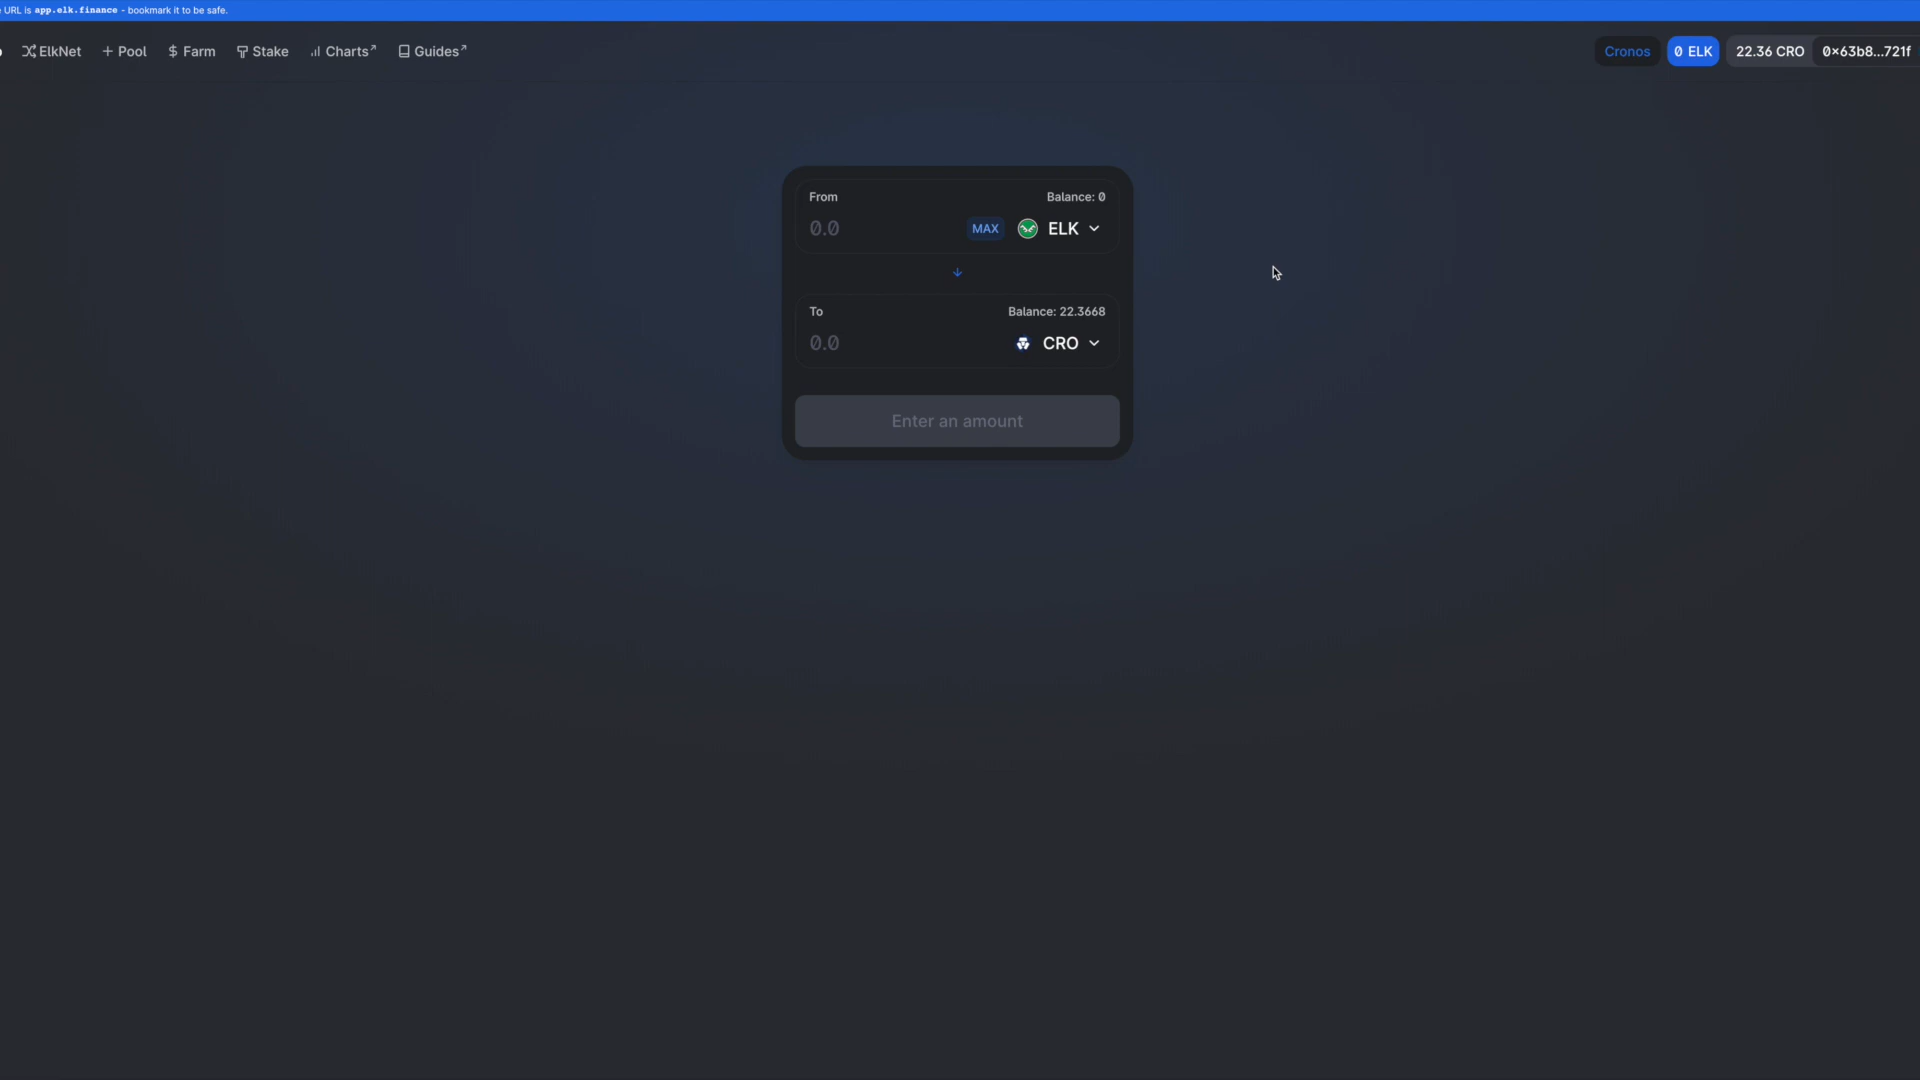 URL is app.elk.finance - bookmark it to be safe.
ElkNet Pool $ Farm Stake Charts↗ Guides↗ Cronos 0 ELK 22.36 CRO 0x63b8...721f
From Balance: 0
0.0 MAX ELK
To Balance: 22.3668
0.0 CRO
Enter an amount